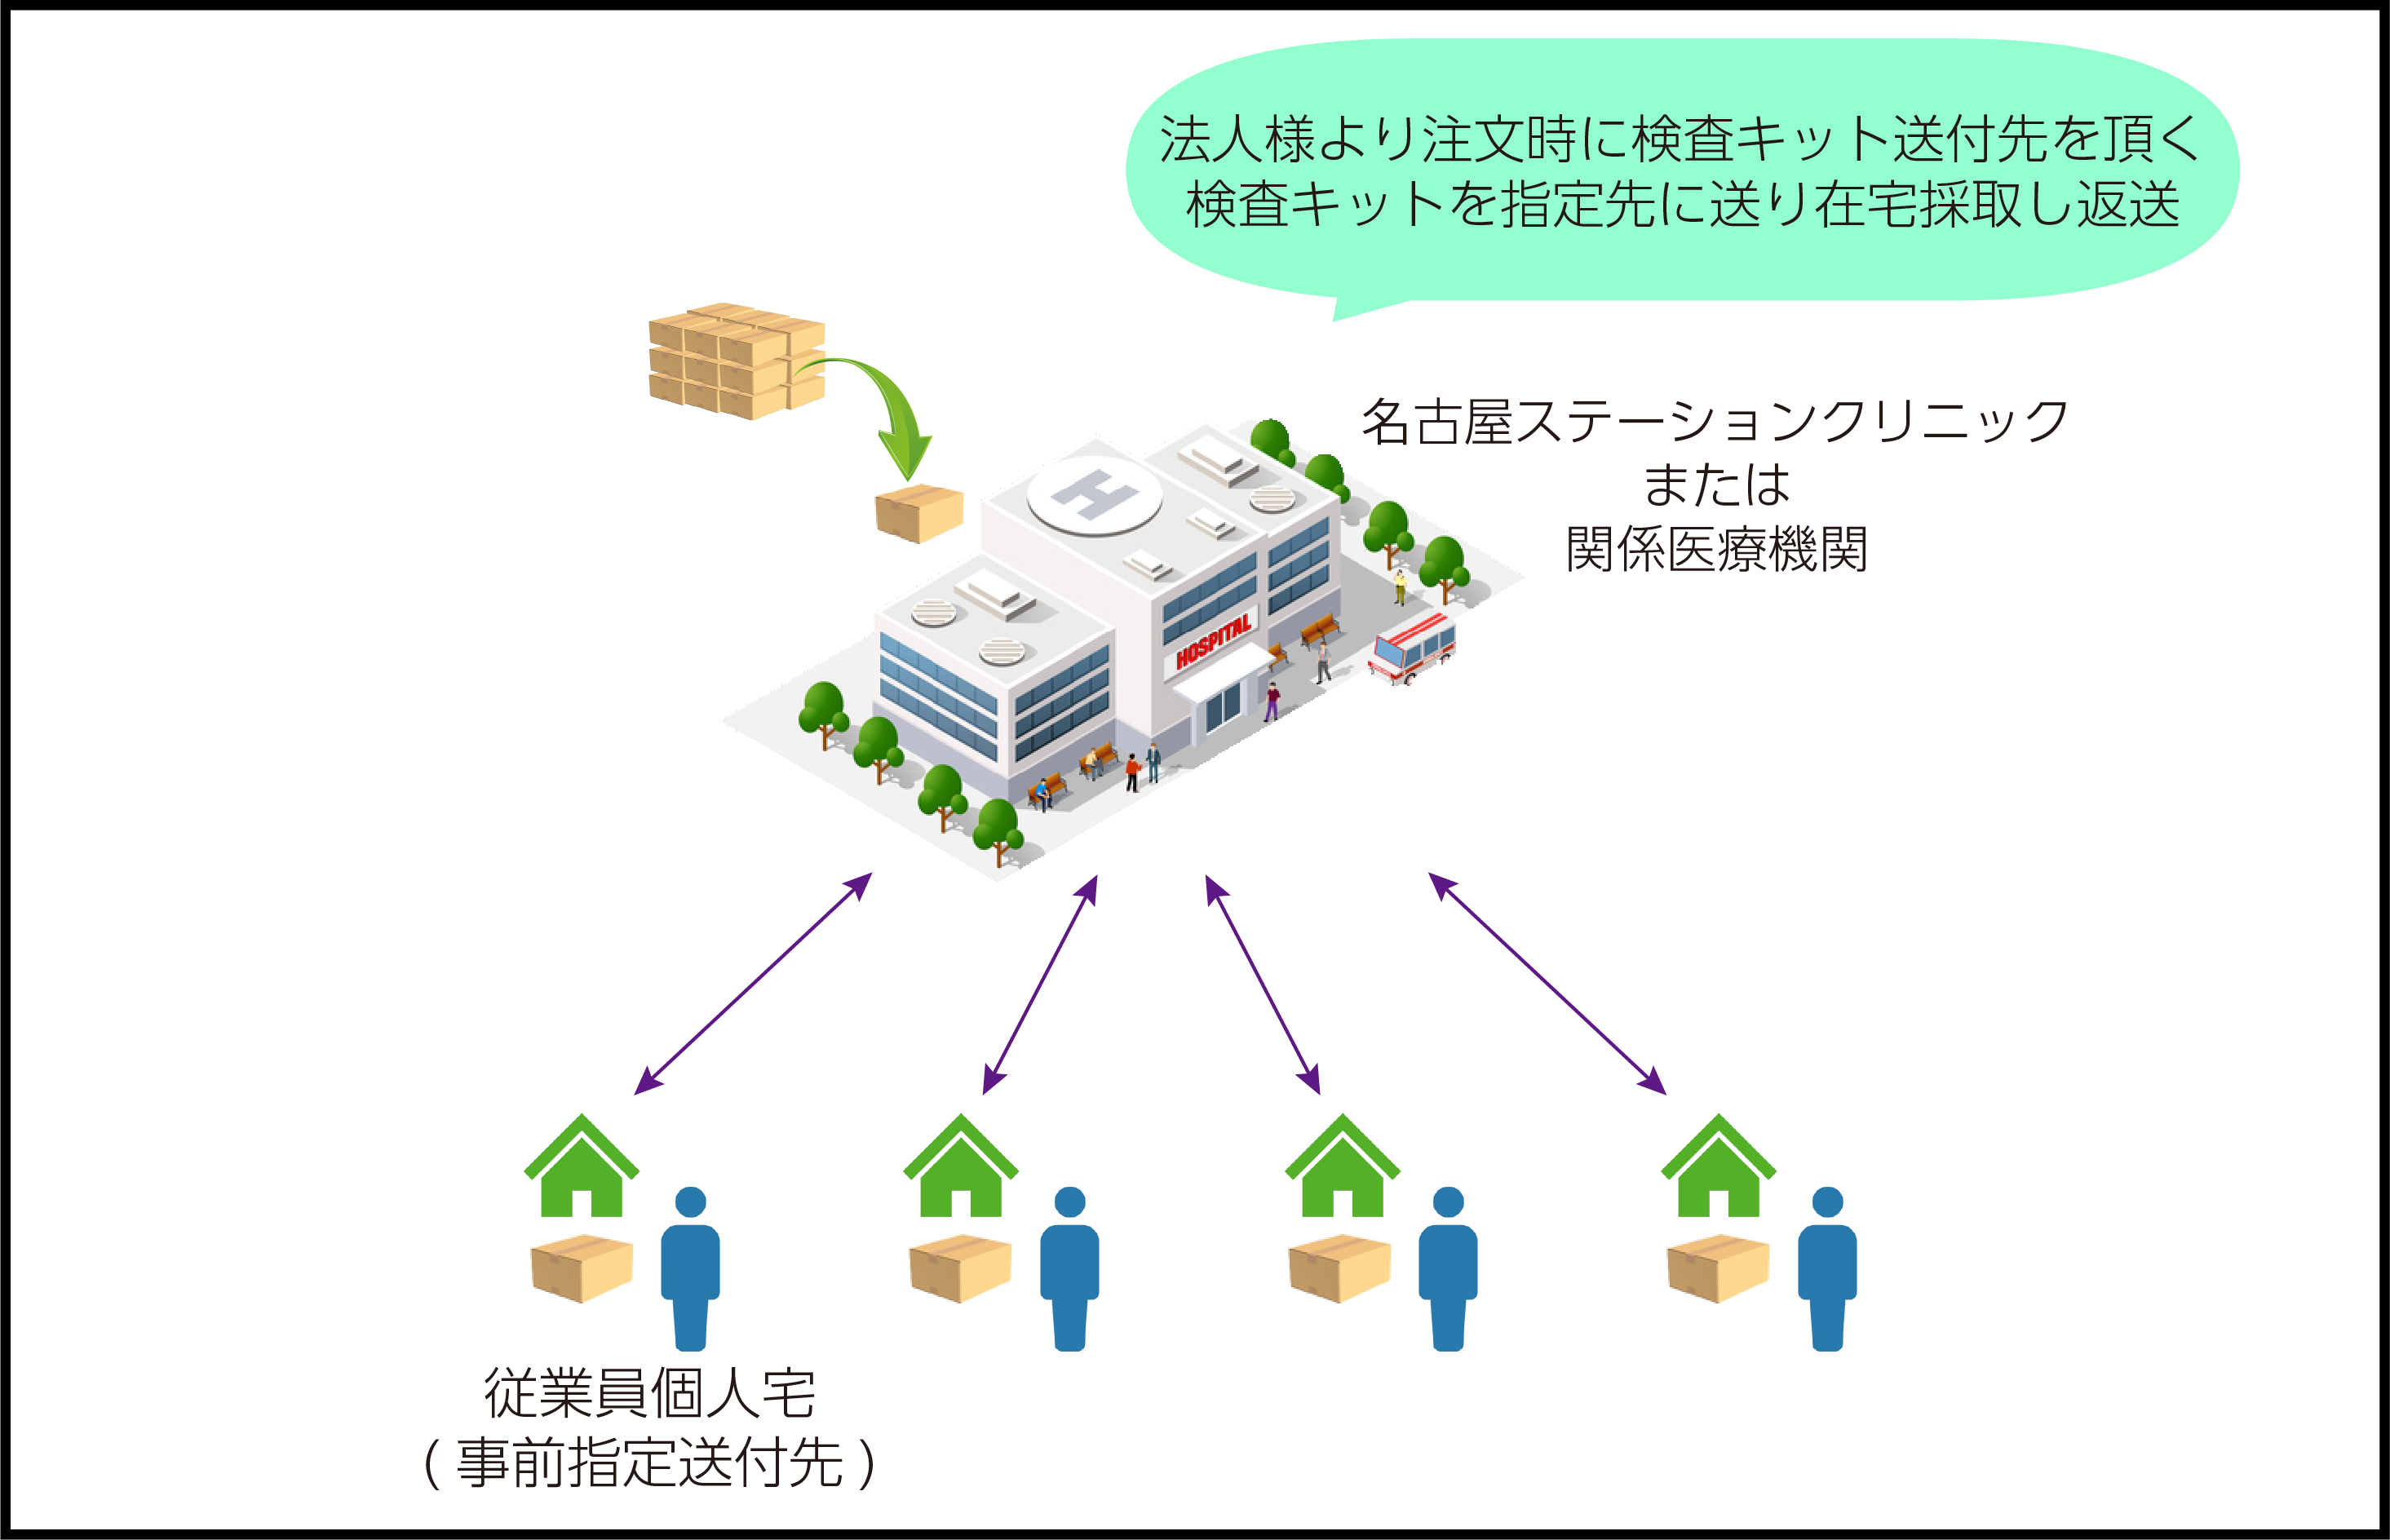 法人様より注文時に検査キット送付先を頂く
検査キットを指定先に送り在宅採取し返送
名古屋ステーションクリニック
または
関係医療機関
H
HOSPITAL
従業員個人宅
(事前指定送付先)